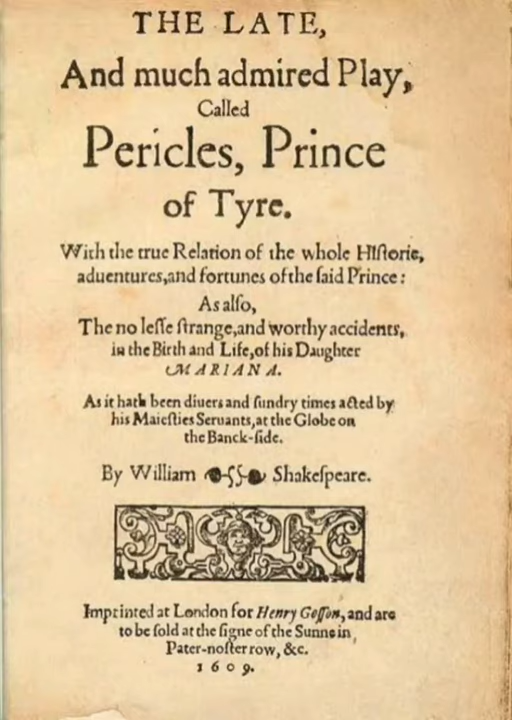 THE LATE,
And much admired Play,
Called
Pericles, Prince
of Tyre.
With the true Relation of the whole Hiſtorie,
aduentures,and fortunes of the ſaid Prince:
As alſo,
The no leſſe ſtrange,and worthy accidents,
in the Birth and Life,of his Daughter
MARIANA.
As it hath been diuers and ſundry times acted by
his Maieſties Seruants,at the Globe on
the Banck-ſide.
By William Shakeſpeare.
Imprinted at London for Henry Goſſon, and are
to be ſold at the ſigne of the Sunne in
Pater-noſter row, &c.
1609.